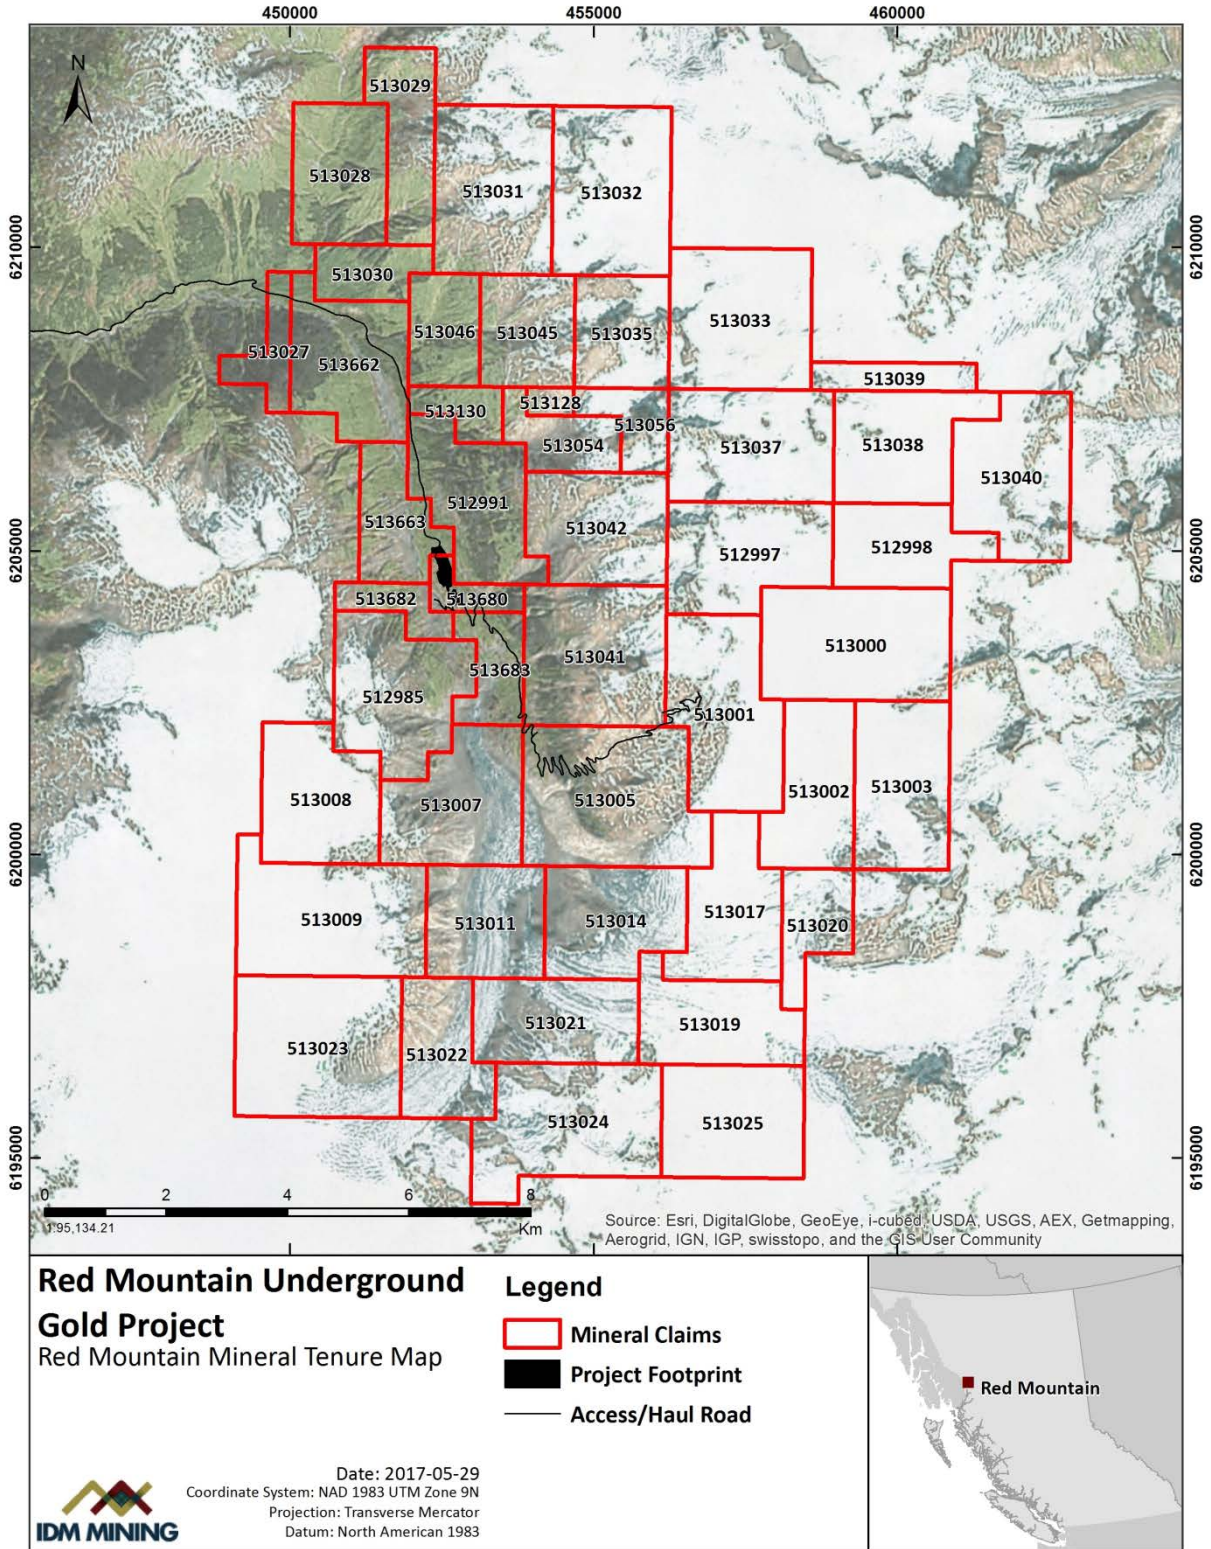 450000 455000 460000
N
513029
513028
513031
513032
6210000
6210000
513030
513033
513046
513045
513035
513027
513662
513039
513128
513130
513056
513054
513037
513038
513040
512991
513663
513042
512997
512998
6205000
6205000
513682
513680
513000
513041
513683
512985
513001
513002
513003
513008
513007
513005
6200000
6200000
513009
513011
513014
513017
513020
513021
513019
513023
513022
513024
513025
6195000
6195000
0 2 4 6 8
1:95,134.21
Km
Source: Esri, DigitalGlobe, GeoEye, i-cubed, USDA, USGS, AEX, Getmapping,
Aerogrid, IGN, IGP, swisstopo, and the GIS User Community
Red Mountain Underground
Gold Project
Red Mountain Mineral Tenure Map
Legend
Mineral Claims
Project Footprint
Access/Haul Road
Red Mountain
Date: 2017-05-29
Coordinate System: NAD 1983 UTM Zone 9N
Projection: Transverse Mercator
Datum: North American 1983
IDM MINING